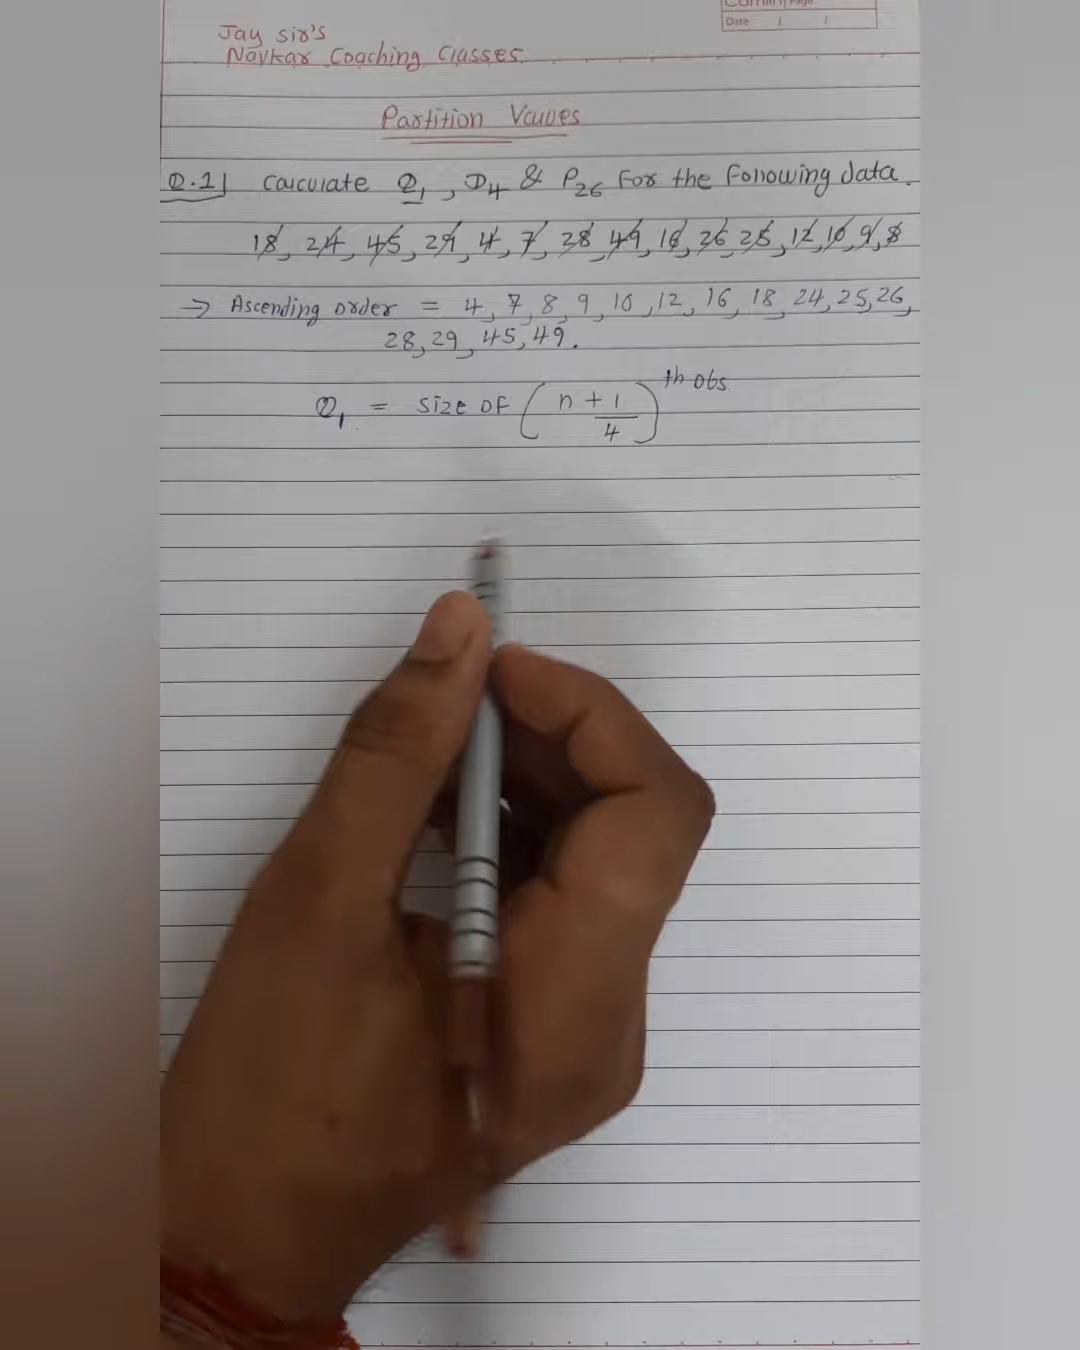 Page
Date / /
Jay sir's
Navkar Coaching Classes
Partition Values
Q.1] Calculate Q₁, D₄ & P₂₆ For the Following data.
18, 24, 45, 29, 4, 7, 28, 49, 16, 26, 25, 12, 10, 9, 8
→ Ascending order = 4, 7, 8, 9, 10, 12, 16, 18, 24, 25, 26,
28, 29, 45, 49.
Q₁ = size of (n + 1 / 4)th obs